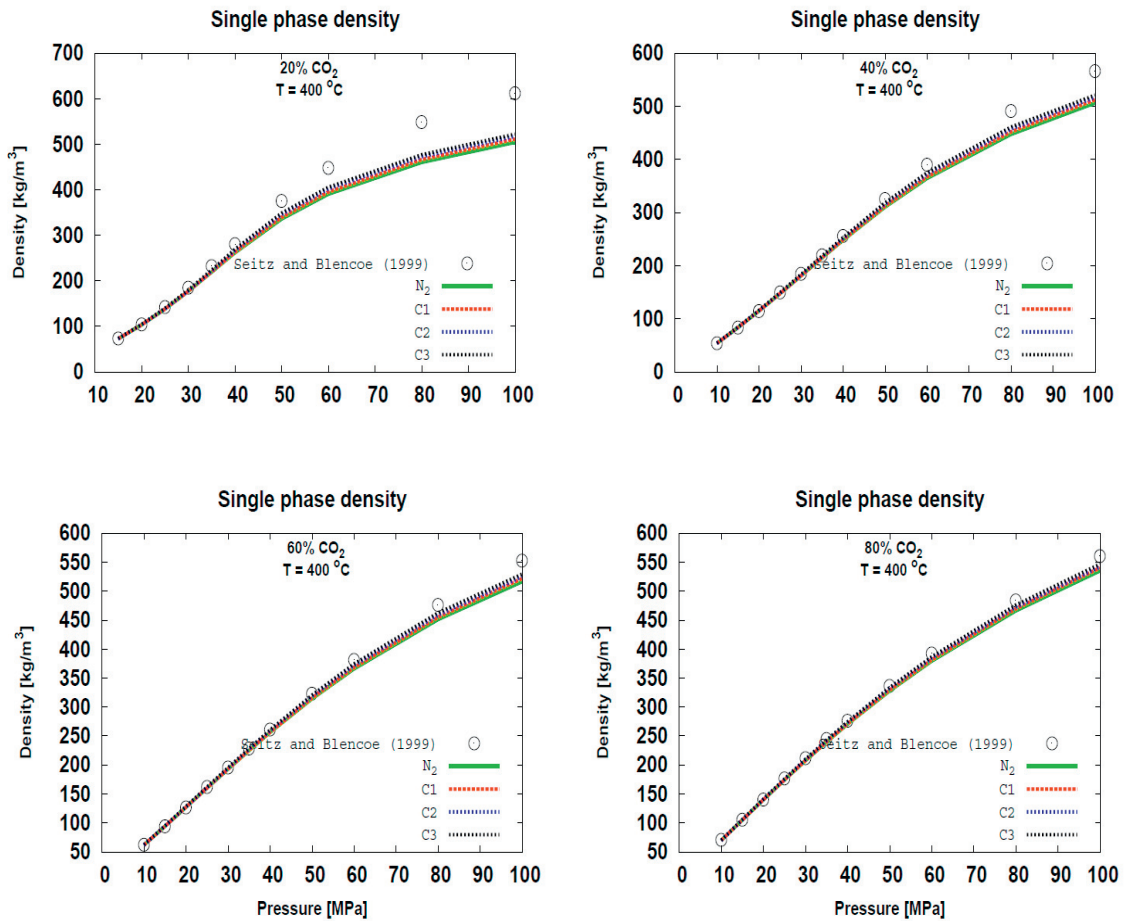 Single phase density
20% CO₂
T = 400 °C
Density [kg/m³]
700
600
500
400
300
200
100
0
Seitz and Blencoe (1999)
N₂
C1
C2
C3
10 20 30 40 50 60 70 80 90 100
Single phase density
40% CO₂
T = 400 °C
Density [kg/m³]
600
500
400
300
200
100
0
Seitz and Blencoe (1999)
N₂
C1
C2
C3
0 10 20 30 40 50 60 70 80 90 100
Single phase density
60% CO₂
T = 400 °C
Density [kg/m³]
600
550
500
450
400
350
300
250
200
150
100
50
Seitz and Blencoe (1999)
N₂
C1
C2
C3
0 10 20 30 40 50 60 70 80 90 100
Pressure [MPa]
Single phase density
80% CO₂
T = 400 °C
Density [kg/m³]
600
550
500
450
400
350
300
250
200
150
100
50
Seitz and Blencoe (1999)
N₂
C1
C2
C3
0 10 20 30 40 50 60 70 80 90 100
Pressure [MPa]